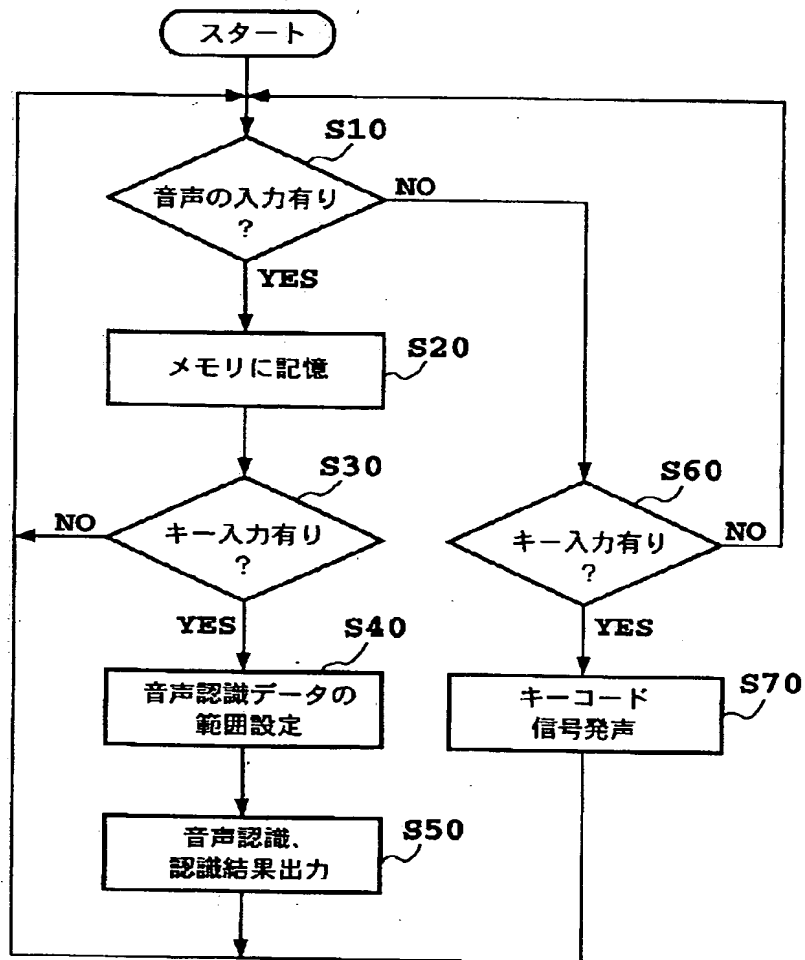 スタート
S10
音声の入力有り
?
NO
YES
S20
メモリに記憶
S30
キー入力有り
?
NO
YES
S60
キー入力有り
?
NO
YES
S40
音声認識データの
範囲設定
S70
キーコード
信号発声
S50
音声認識、
認識結果出力